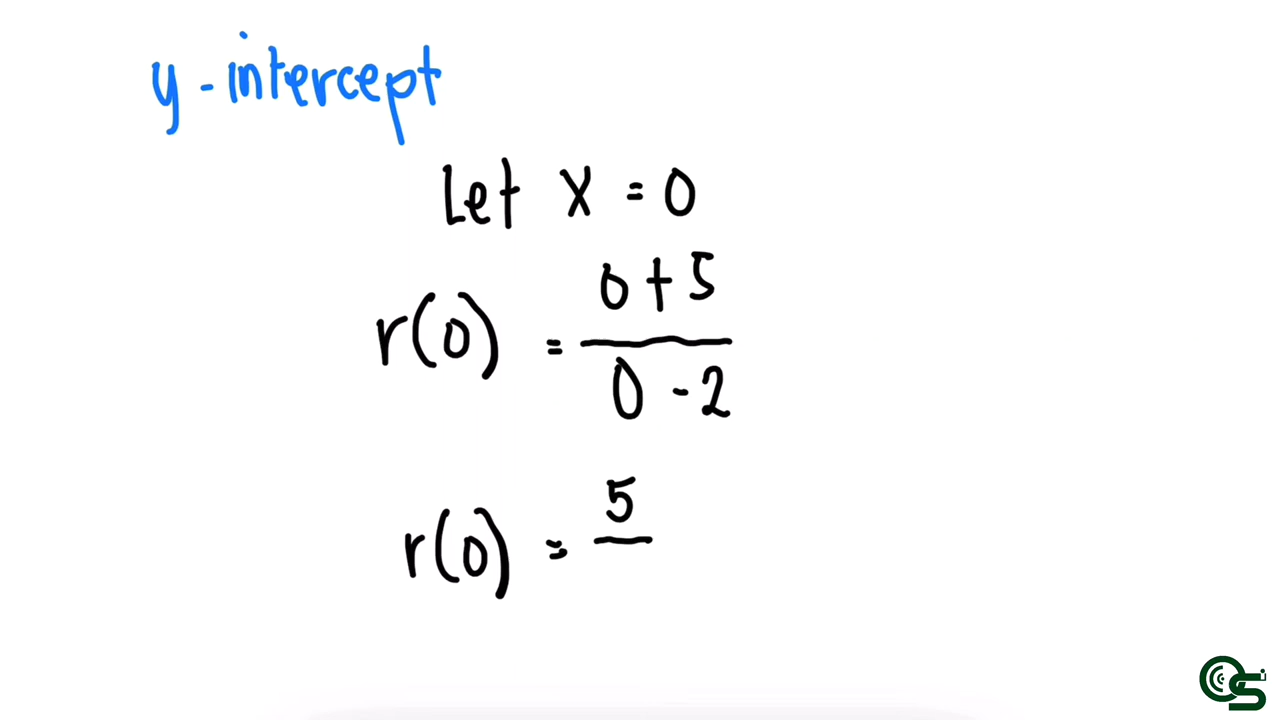 y - intercept
Let x = 0
r(0) = 0 + 5 / 0 - 2
r(0) = 5 /